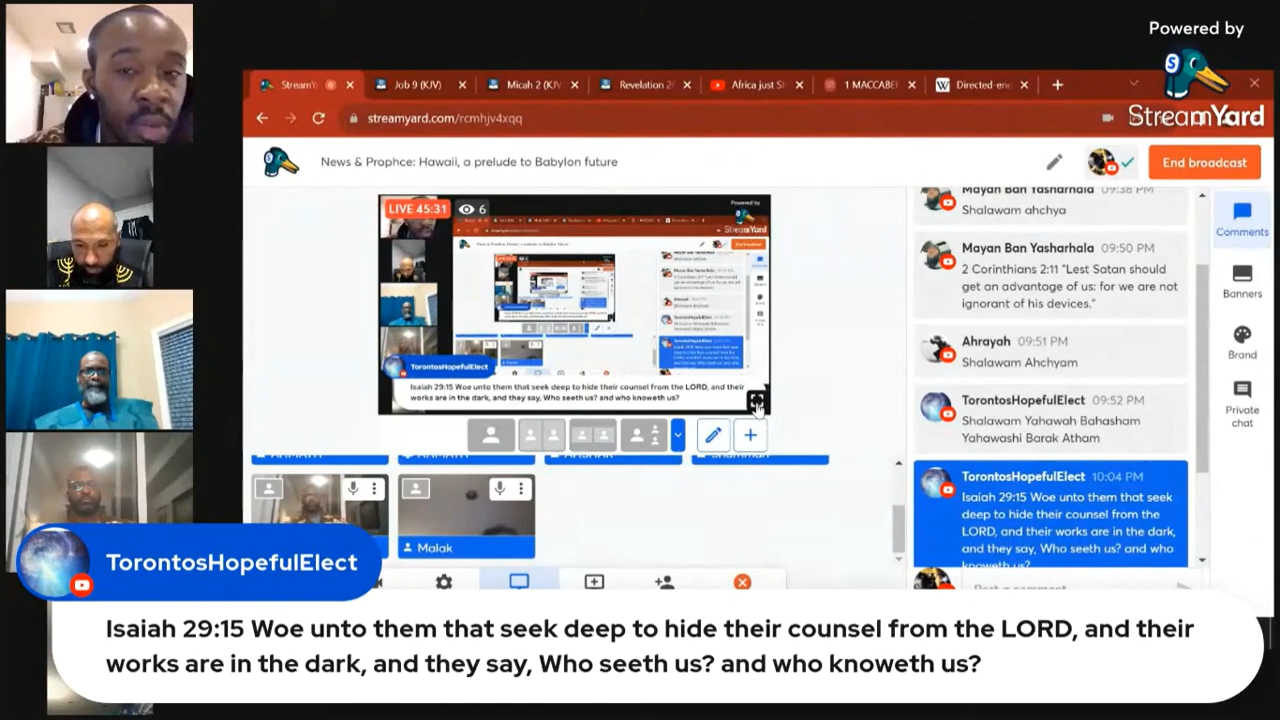 Powered by
StreamYard
StreamY
Job 9 (KJV)
Micah 2 (KJV)
Revelation 2
Africa just S
1 MACCABE
Directed-en
streamyard.com/rcmhjv4xqq
News & Prophce: Hawaii, a prelude to Babylon future
End broadcast
LIVE 45:31
6
Powered by
StreamYard
TorontosHopefulElect
Isaiah 29:15 Woe unto them that seek deep to hide their counsel from the LORD, and their
works are in the dark, and they say, Who seeth us? and who knoweth us?
Malak
Mayan Ban Yasharhala 09:38 PM
Shalawam ahchya
Mayan Ban Yasharhala 09:50 PM
2 Corinthians 2:11 "Lest Satan should
get an advantage of us: for we are not
ignorant of his devices."
Ahrayah 09:51 PM
Shalawam Ahchyam
TorontosHopefulElect 09:52 PM
Shalawam Yahawah Bahasham
Yahawashi Barak Atham
TorontosHopefulElect 10:04 PM
Isaiah 29:15 Woe unto them that seek
deep to hide their counsel from the
LORD, and their works are in the dark,
and they say, Who seeth us? and who
knoweth us?
Post a comment
Comments
Banners
Brand
Private
chat
TorontosHopefulElect
Isaiah 29:15 Woe unto them that seek deep to hide their counsel from the LORD, and their
works are in the dark, and they say, Who seeth us? and who knoweth us?